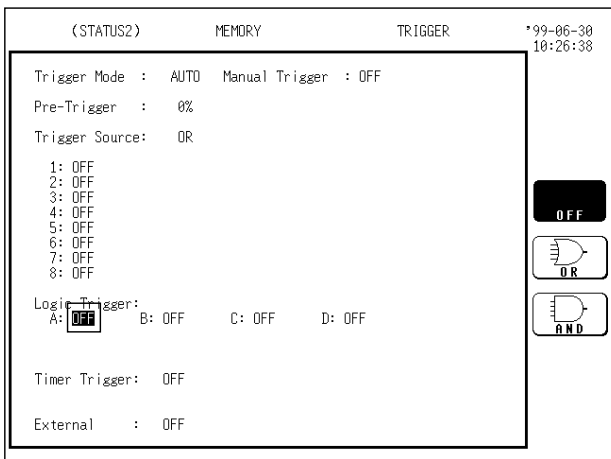 (STATUS2) MEMORY TRIGGER '99-06-30
10:26:38
Trigger Mode : AUTO Manual Trigger : OFF
Pre-Trigger : 0%
Trigger Source: OR
1: OFF
2: OFF
3: OFF
4: OFF
5: OFF
6: OFF
7: OFF
8: OFF
Logic Trigger:
A: OFF B: OFF C: OFF D: OFF
Timer Trigger: OFF
External : OFF
OFF
OR
AND